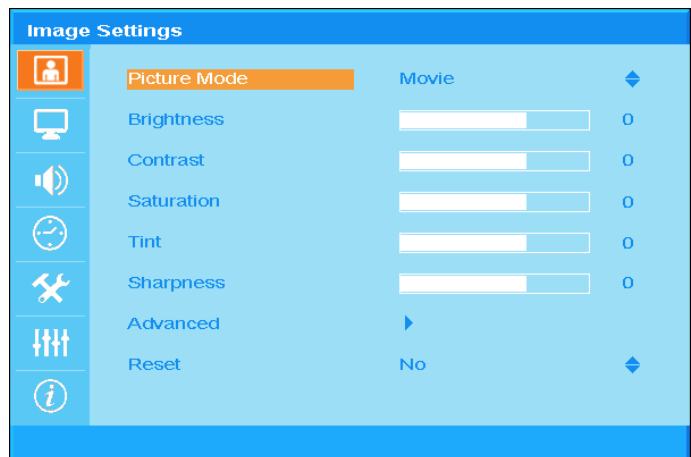 Image Settings
Picture Mode Movie
Brightness 0
Contrast 0
Saturation 0
Tint 0
Sharpness 0
Advanced
Reset No
i